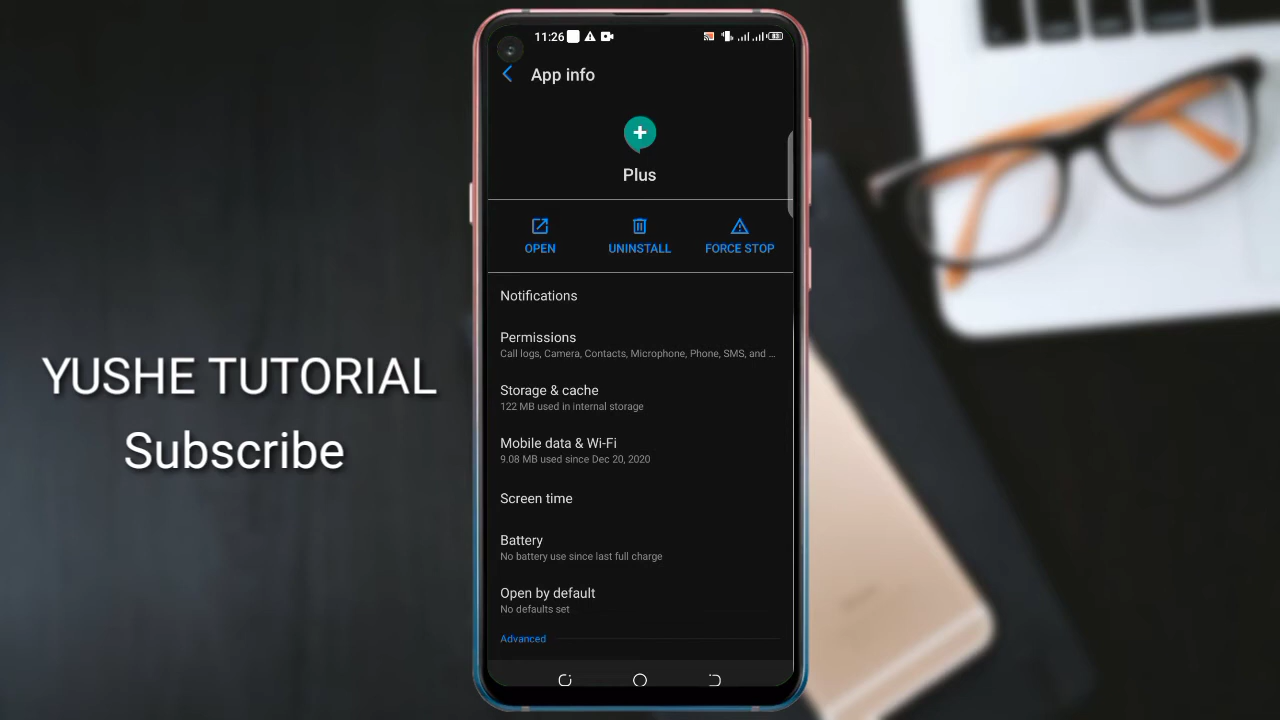 YUSHE TUTORIAL
Subscribe
11:26
83
App info
Plus
OPEN
UNINSTALL
FORCE STOP
Notifications
Permissions
Call logs, Camera, Contacts, Microphone, Phone, SMS, and ...
Storage & cache
122 MB used in internal storage
Mobile data & Wi-Fi
9.08 MB used since Dec 20, 2020
Screen time
Battery
No battery use since last full charge
Open by default
No defaults set
Advanced